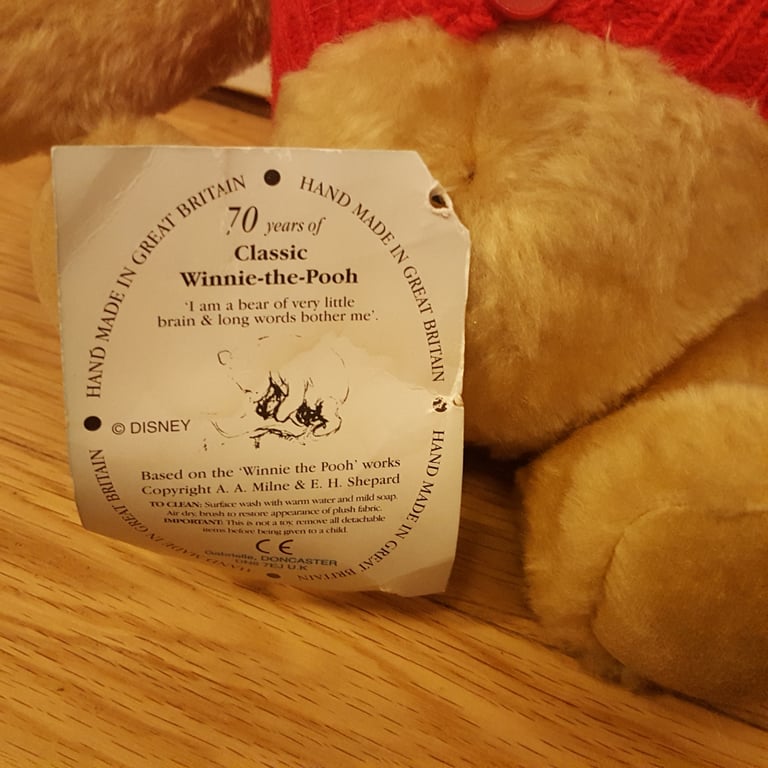 HAND MADE IN GREAT BRITAIN • HAND MADE IN GREAT BRITAIN • HAND MADE IN GREAT BRITAIN • HAND MADE IN GREAT BRITAIN •
70 years of
Classic
Winnie-the-Pooh
'I am a bear of very little
brain & long words bother me'.
© DISNEY
Based on the 'Winnie the Pooh' works
Copyright A. A. Milne & E. H. Shepard
TO CLEAN: Surface wash with warm water and mild soap.
Air dry, brush to restore appearance of plush fabric.
IMPORTANT: This is not a toy, remove all detachable
items before being given to a child.
CE
Gabrielle, DONCASTER
DN6 7EJ U.K